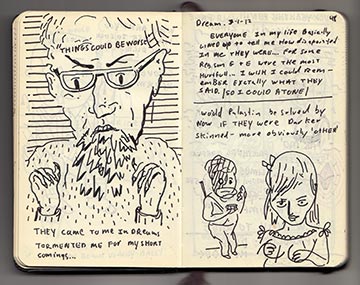 "THINGS COULD BE WORSE"
THEY CAME TO ME IN DREAMS
TORMENTED ME FOR MY SHORT
COMINGS...
DREAM. 3-4-12
48
EVERYONE IN MY LIFE BASICALLY
LINED UP TO TELL ME HOW DISAPPOINTED
IN ME THEY WERE... FOR SOME
REASON G+E WERE THE MOST
HURTFUL.. I WISH I COULD REM-
EMBER EXACTLY WHAT THEY
SAID. (SO I COULD ATONE)
WOULD PALASTIN BE SOLVED BY
NOW IF THEY WERE DARKER
SKINNED - MORE OBVIOUSLY 'OTHER'